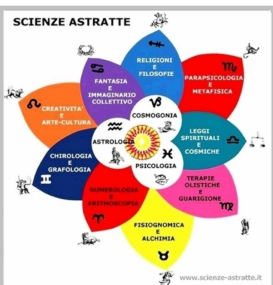 SCIENZE ASTRATTE
RELIGIONI
E
FILOSOFIE
FANTASIA
E
IMMAGINARIO
COLLETTIVO
PARAPSICOLOGIA
E
METAFISICA
CREATIVITA'
E
ARTE-CULTURA
COSMOGONIA
LEGGI
SPIRITUALI
E
COSMICHE
ASTROLOGIA
PSICOLOGIA
CHIROLOGIA
E
GRAFOLOGIA
TERAPIE
OLISTICHE
E
GUARIGIONE
NUMEROLOGIA
E
ARITMOSOFIA
FISIOGNOMICA
E
ALCHIMIA
www.scienze-astratte.it